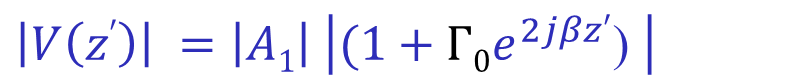 |V(z′)| = |A₁| |(1 + Γ₀e^{2jβz′})|